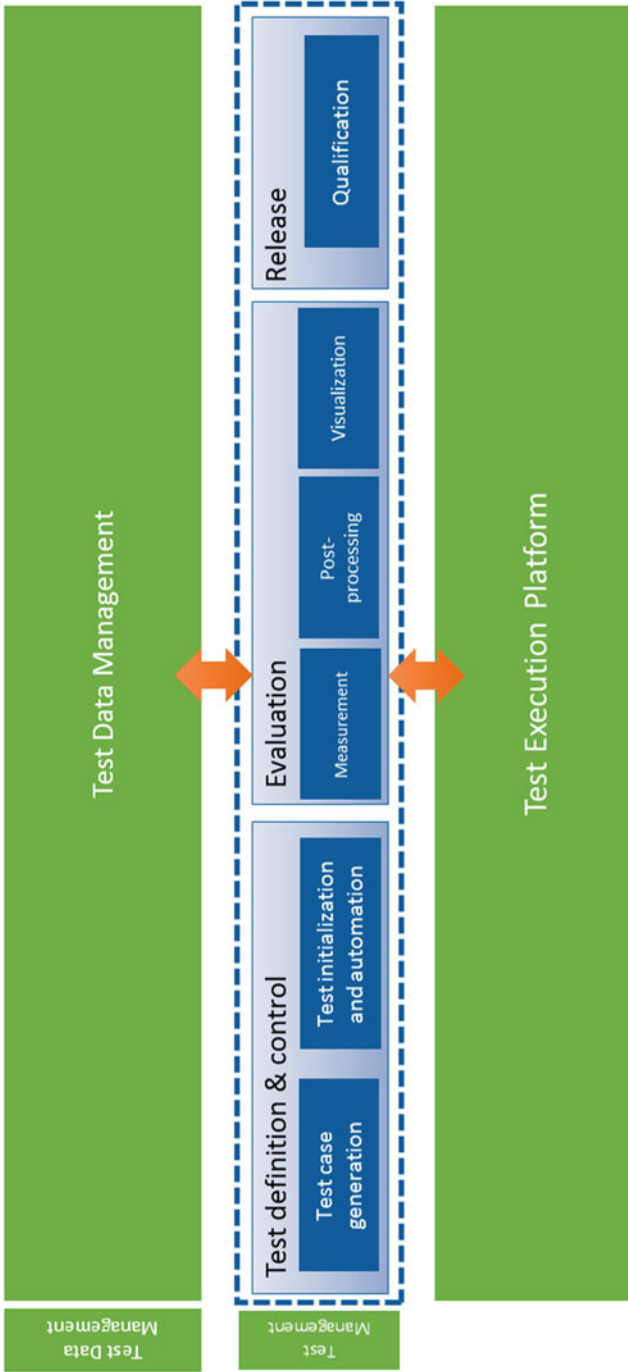 Test Data
Management
Test Data Management
Test
Management
Test definition & control
Test case
generation
Test initialization
and automation
Evaluation
Measurement
Post-
processing
Visualization
Release
Qualification
Test Execution Platform